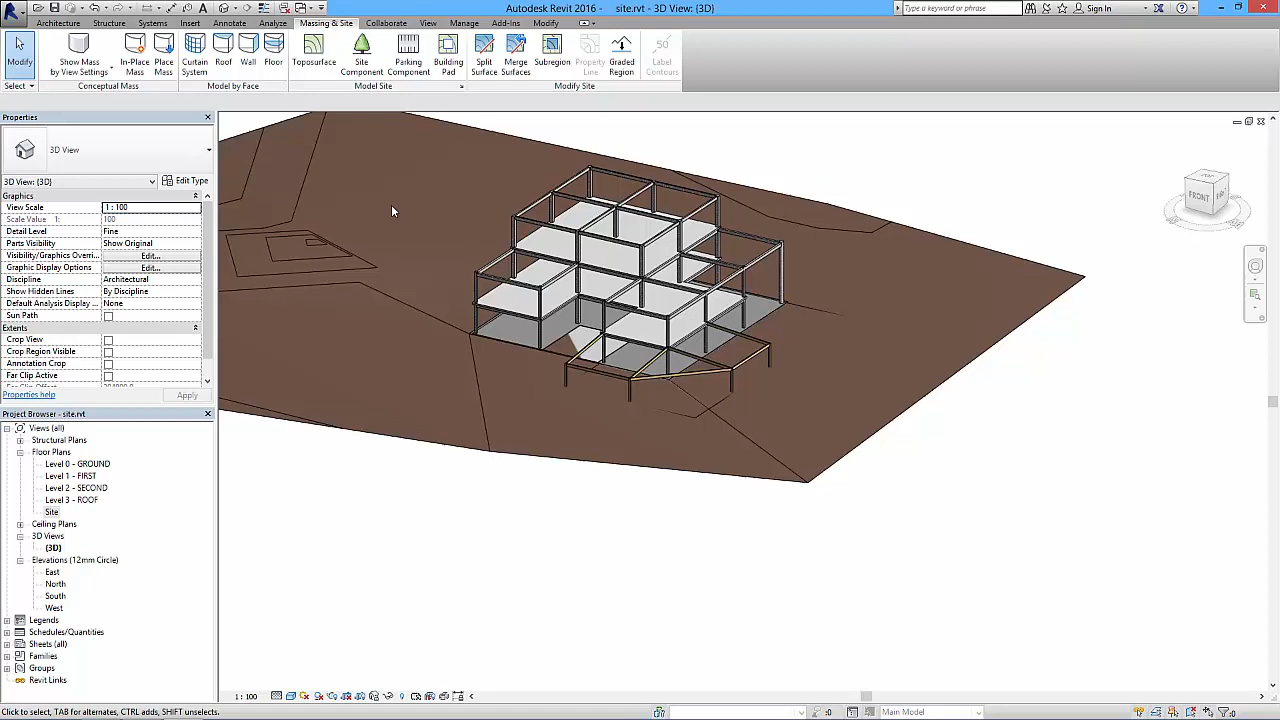 Autodesk Revit 2016 - site.rvt - 3D View: {3D}
Type a keyword or phrase
Sign In
Architecture Structure Systems Insert Annotate Analyze Massing & Site Collaborate View Manage Add-Ins Modify
Modify
Show Mass
by View Settings
In-Place
Mass
Place
Mass
Curtain
System
Roof
Wall
Floor
Toposurface
Site
Component
Parking
Component
Building
Pad
Split
Surface
Merge
Surfaces
Subregion
Property
Line
Graded
Region
50
Label
Contours
Select
Conceptual Mass
Model by Face
Model Site
Modify Site
Properties
3D View
3D View: {3D}
Edit Type
Graphics
View Scale 1 : 100
Scale Value 1: 100
Detail Level Fine
Parts Visibility Show Original
Visibility/Graphics Overri... Edit...
Graphic Display Options Edit...
Discipline Architectural
Show Hidden Lines By Discipline
Default Analysis Display ... None
Sun Path
Extents
Crop View
Crop Region Visible
Annotation Crop
Far Clip Active
Properties help
Apply
Project Browser - site.rvt
Views (all)
Structural Plans
Floor Plans
Level 0 - GROUND
Level 1 - FIRST
Level 2 - SECOND
Level 3 - ROOF
Site
Ceiling Plans
3D Views
{3D}
Elevations (12mm Circle)
East
North
South
West
Legends
Schedules/Quantities
Sheets (all)
Families
Groups
Revit Links
FRONT
1 : 100
Click to select, TAB for alternates, CTRL adds, SHIFT unselects.
:0
Main Model
:0